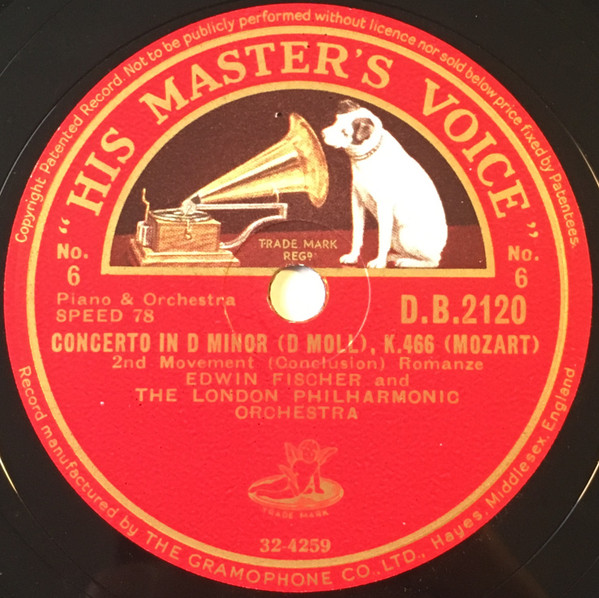 Copyright Patented Record. Not to be publicly performed without licence nor sold below price fixed by Patentees.
"HIS MASTER'S VOICE"
TRADE MARK
REGD
No.
6
No.
6
Piano & Orchestra
SPEED 78
D.B.2120
CONCERTO IN D MINOR (D MOLL), K.466 (MOZART)
2nd Movement (Conclusion) Romanze
EDWIN FISCHER and
THE LONDON PHILHARMONIC
ORCHESTRA
TRADE MARK
32-4259
Record manufactured by THE GRAMOPHONE CO., LTD., Hayes, Middlesex, England.